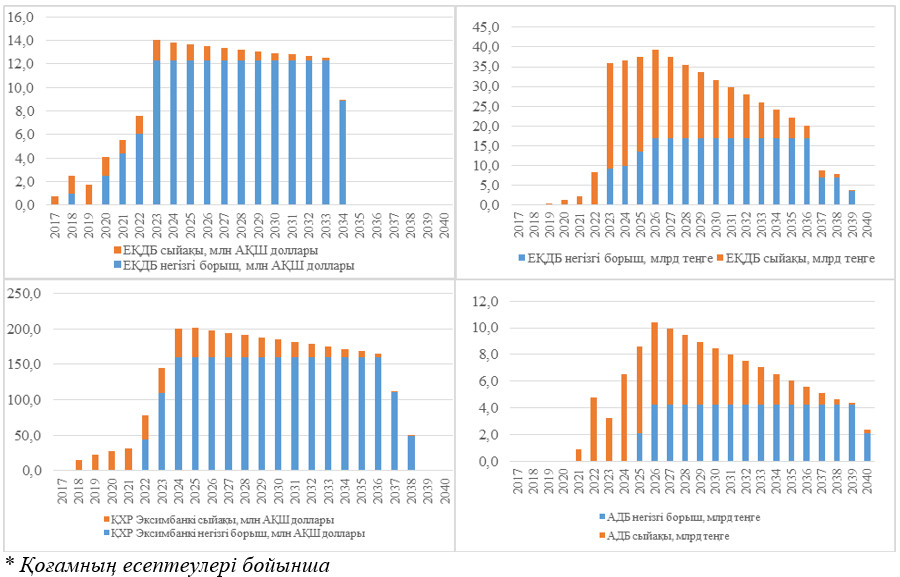 16,0
14,0
12,0
10,0
8,0
6,0
4,0
2,0
0,0
2017 2018 2019 2020 2021 2022 2023 2024 2025 2026 2027 2028 2029 2030 2031 2032 2033 2034 2035 2036 2037 2038 2039 2040
ЕҚДБ сыйақы, млн АҚШ доллары
ЕҚДБ негізгі борыш, млн АҚШ доллары
45,0
40,0
35,0
30,0
25,0
20,0
15,0
10,0
5,0
0,0
2017 2018 2019 2020 2021 2022 2023 2024 2025 2026 2027 2028 2029 2030 2031 2032 2033 2034 2035 2036 2037 2038 2039 2040
ЕҚДБ негізгі борыш, млрд теңге ЕҚДБ сыйақы, млрд теңге
250,0
200,0
150,0
100,0
50,0
0,0
2017 2018 2019 2020 2021 2022 2023 2024 2025 2026 2027 2028 2029 2030 2031 2032 2033 2034 2035 2036 2037 2038 2039 2040
ҚХР Эксимбанкі сыйақы, млн АҚШ доллары
ҚХР Эксимбанкі негізгі борыш, млн АҚШ доллары
12,0
10,0
8,0
6,0
4,0
2,0
0,0
2017 2018 2019 2020 2021 2022 2023 2024 2025 2026 2027 2028 2029 2030 2031 2032 2033 2034 2035 2036 2037 2038 2039 2040
АДБ негізгі борыш, млрд теңге
АДБ сыйақы, млрд теңге
* Қоғамның есептеулері бойынша